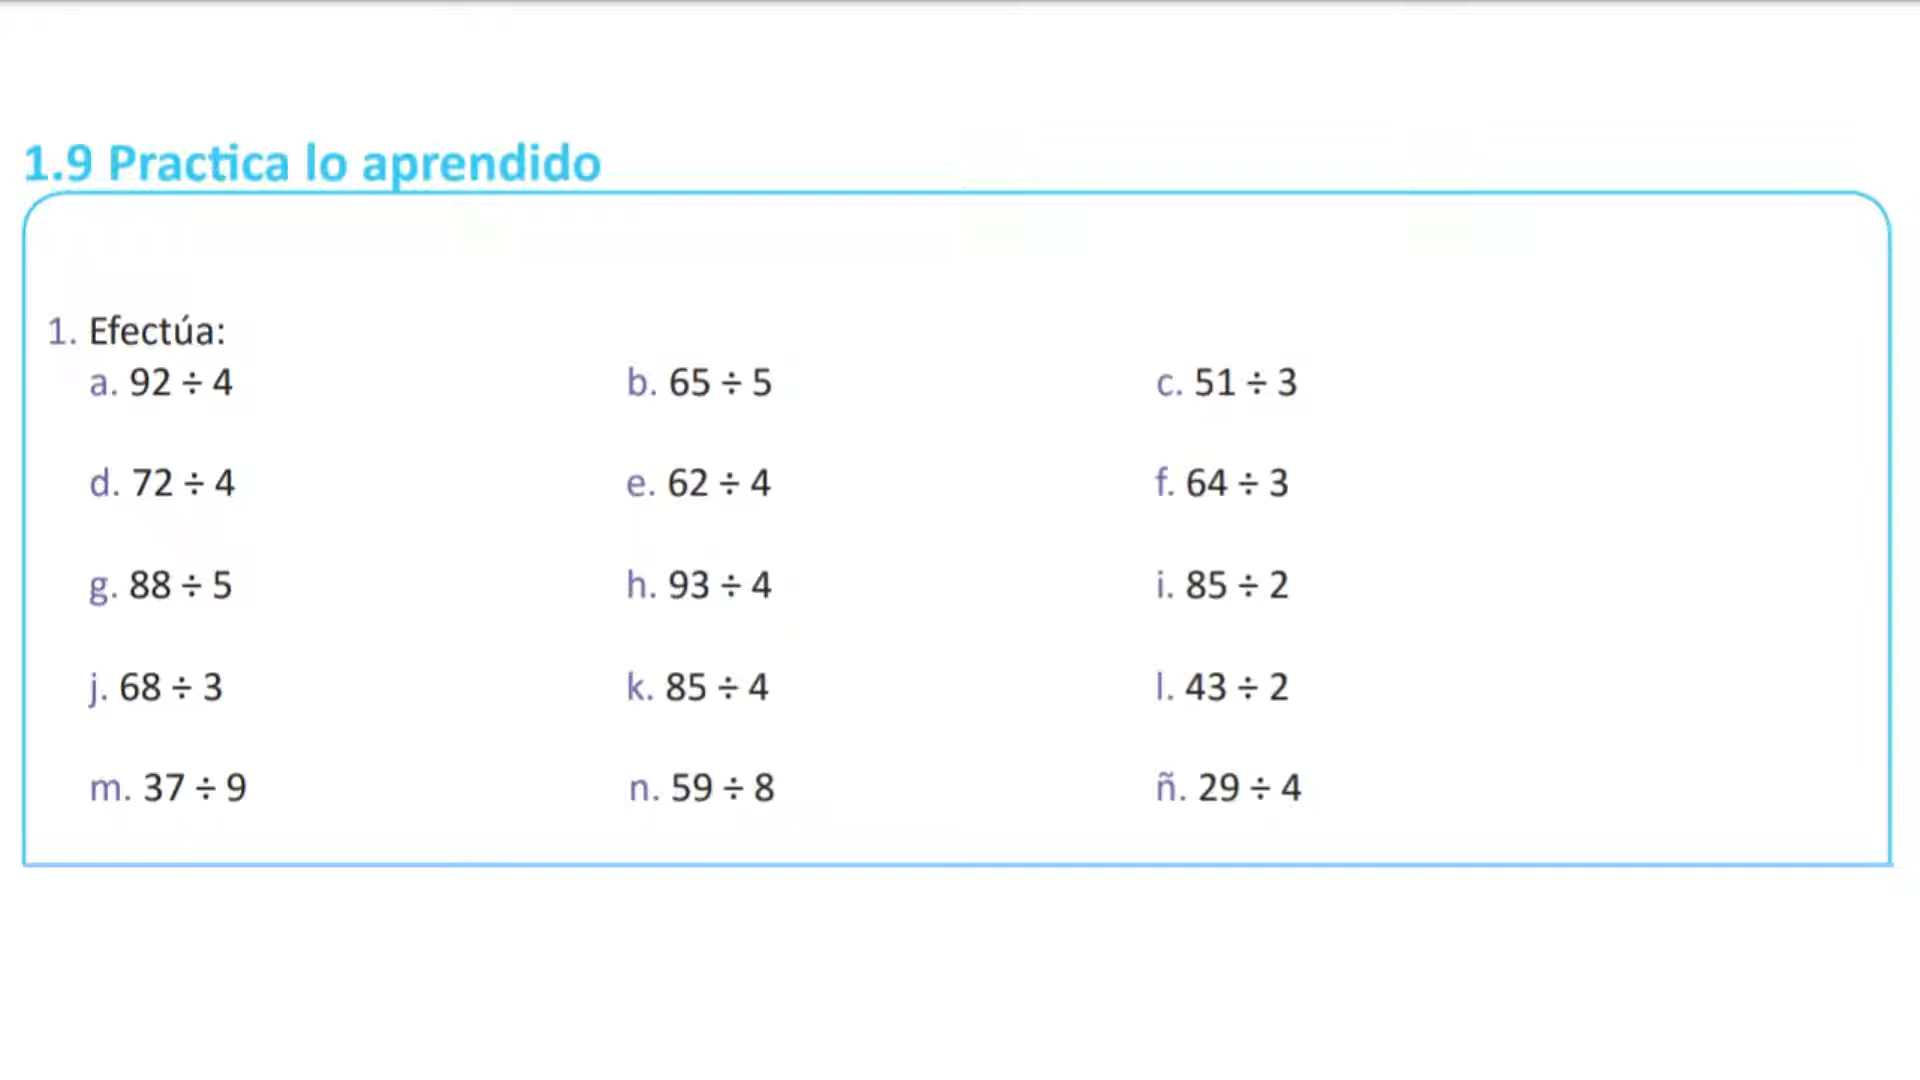 1.9 Practica lo aprendido
1. Efectúa:
a. 92 ÷ 4 b. 65 ÷ 5 c. 51 ÷ 3
d. 72 ÷ 4 e. 62 ÷ 4 f. 64 ÷ 3
g. 88 ÷ 5 h. 93 ÷ 4 i. 85 ÷ 2
j. 68 ÷ 3 k. 85 ÷ 4 l. 43 ÷ 2
m. 37 ÷ 9 n. 59 ÷ 8 ñ. 29 ÷ 4